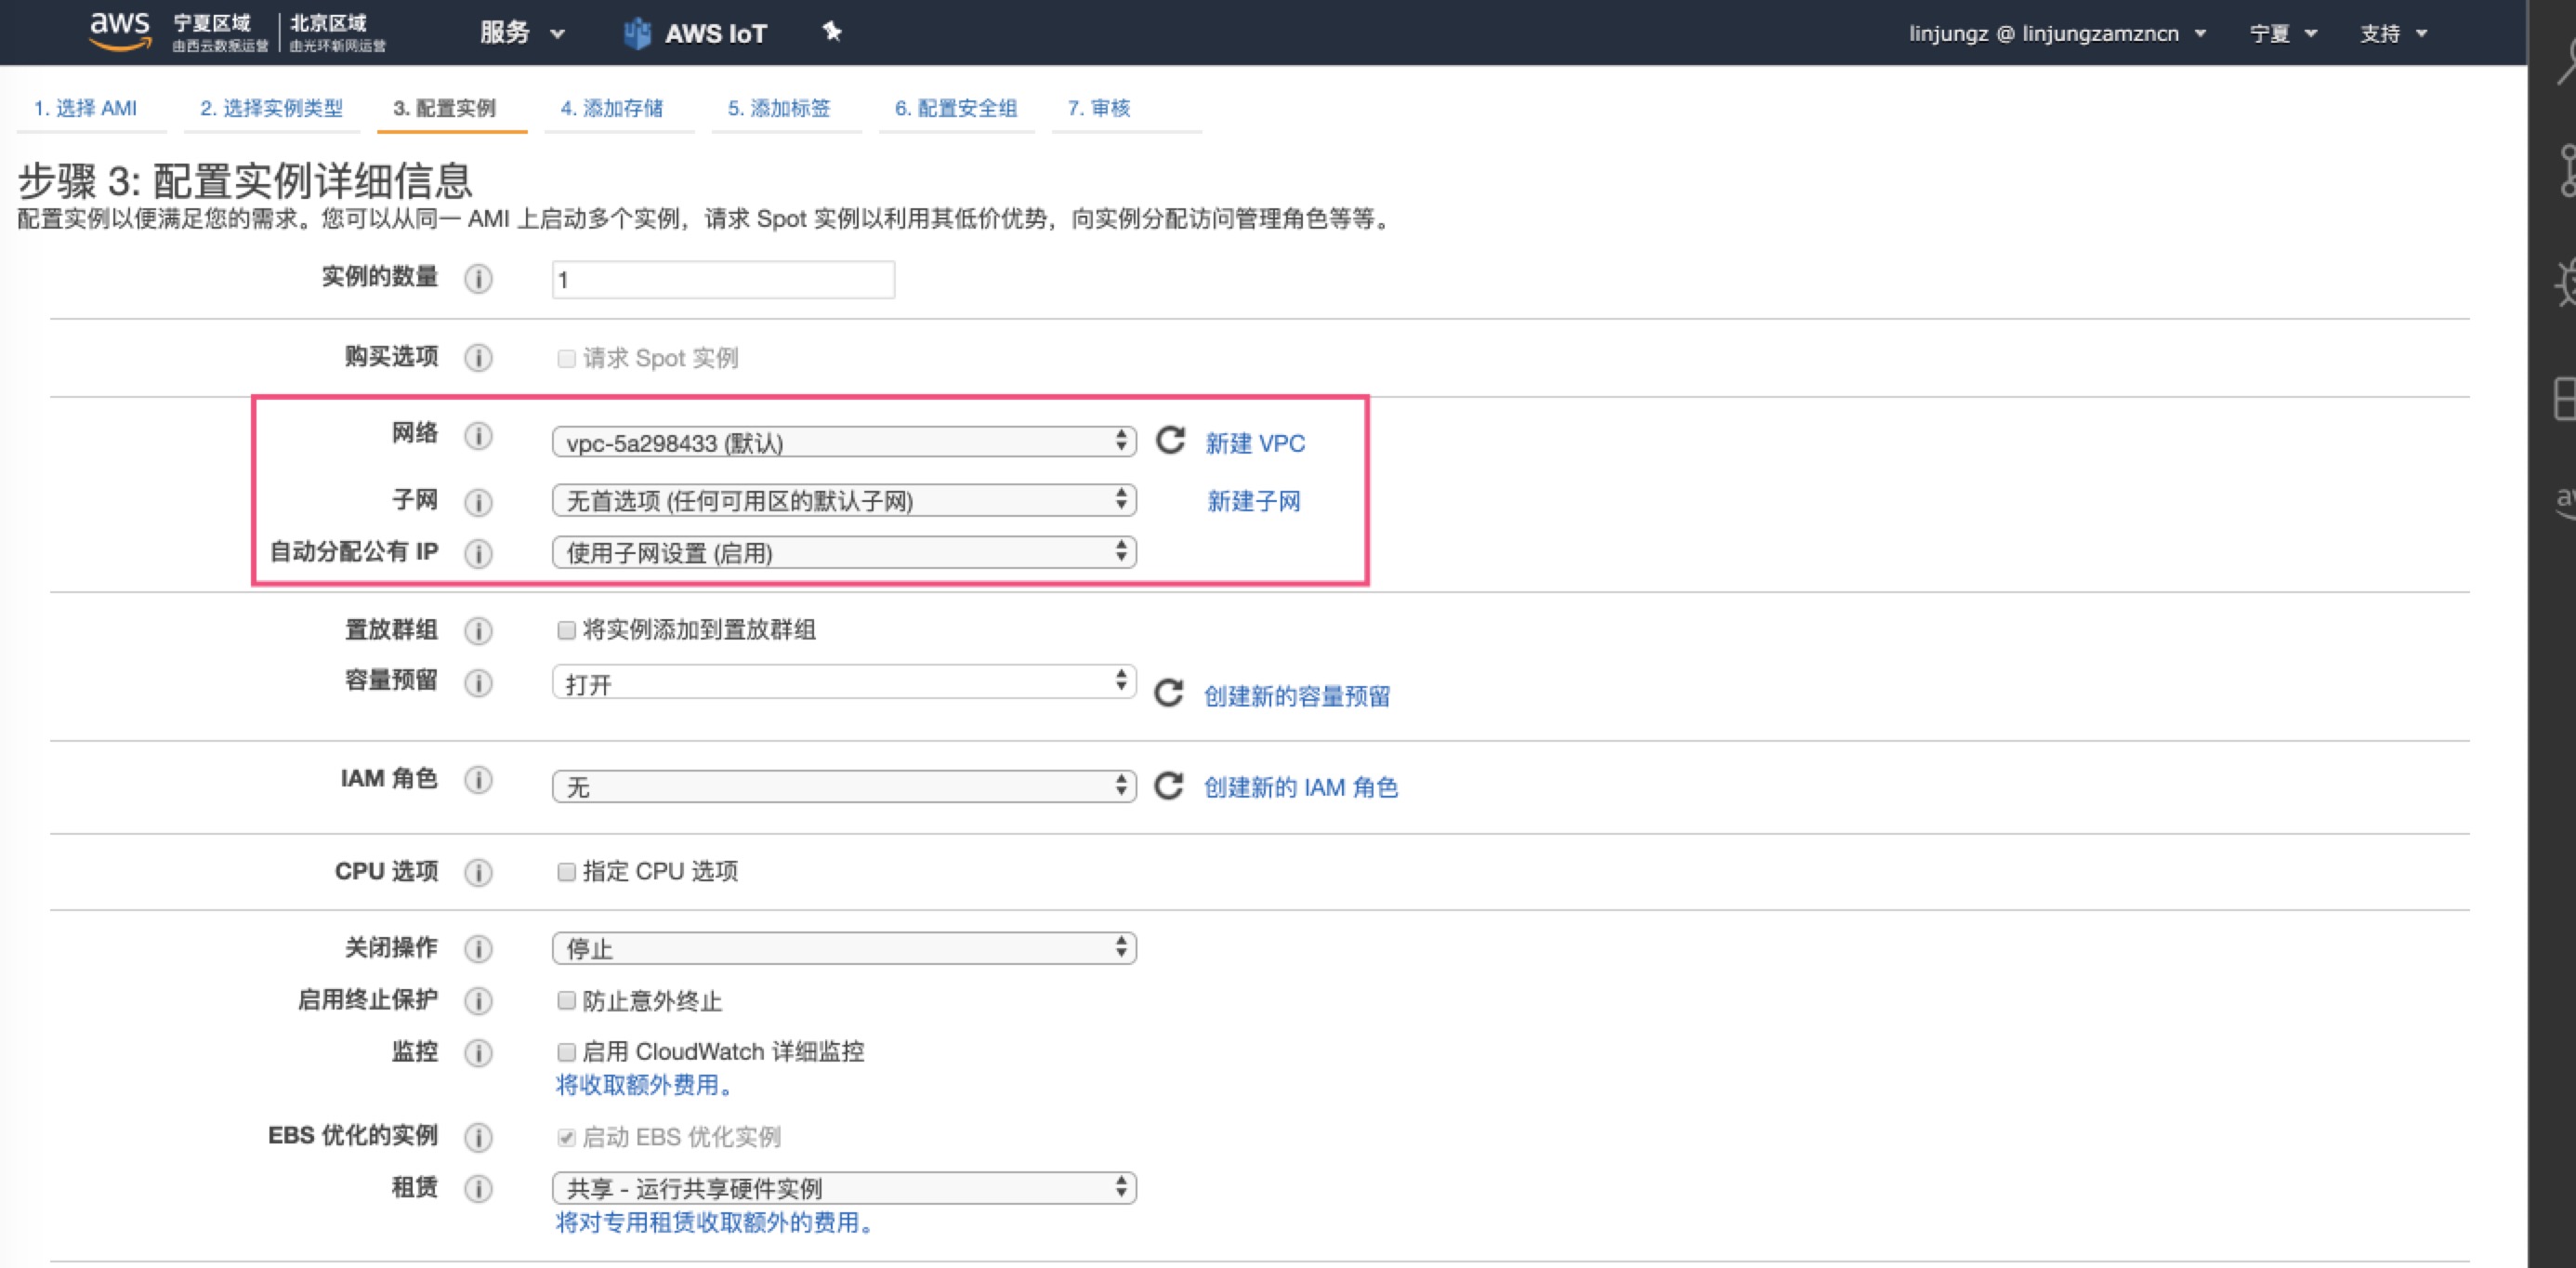 aws 宁夏区域 北京区域 服务 AWS IoT linjungz @ linjungzamzncn 宁夏 支持
由西云数据运营 由光环新网运营
1. 选择 AMI 2. 选择实例类型 3. 配置实例 4. 添加存储 5. 添加标签 6. 配置安全组 7. 审核
步骤 3: 配置实例详细信息
配置实例以便满足您的需求。您可以从同一 AMI 上启动多个实例，请求 Spot 实例以利用其低价优势，向实例分配访问管理角色等等。
实例的数量 1
购买选项 请求 Spot 实例
网络 vpc-5a298433 (默认) 新建 VPC
子网 无首选项 (任何可用区的默认子网) 新建子网
自动分配公有 IP 使用子网设置 (启用)
置放群组 将实例添加到置放群组
容量预留 打开 创建新的容量预留
IAM 角色 无 创建新的 IAM 角色
CPU 选项 指定 CPU 选项
关闭操作 停止
启用终止保护 防止意外终止
监控 启用 CloudWatch 详细监控
将收取额外费用。
EBS 优化的实例 启动 EBS 优化实例
租赁 共享 - 运行共享硬件实例
将对专用租赁收取额外的费用。